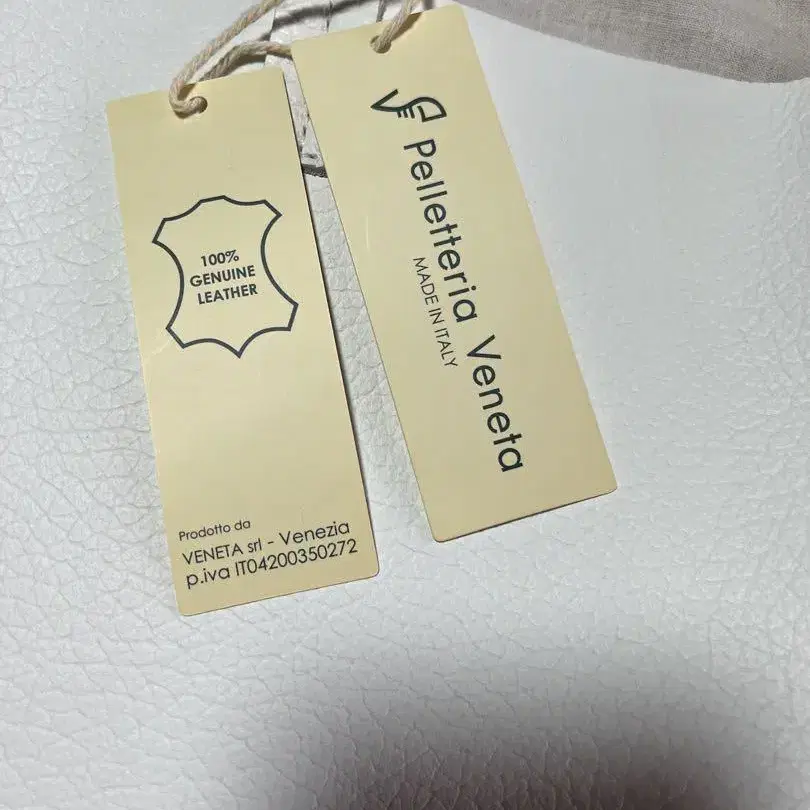 100%
GENUINE
LEATHER
Prodotto da
VENETA srl - Venezia
p.iva IT04200350272
Pelletteria Veneta
MADE IN ITALY